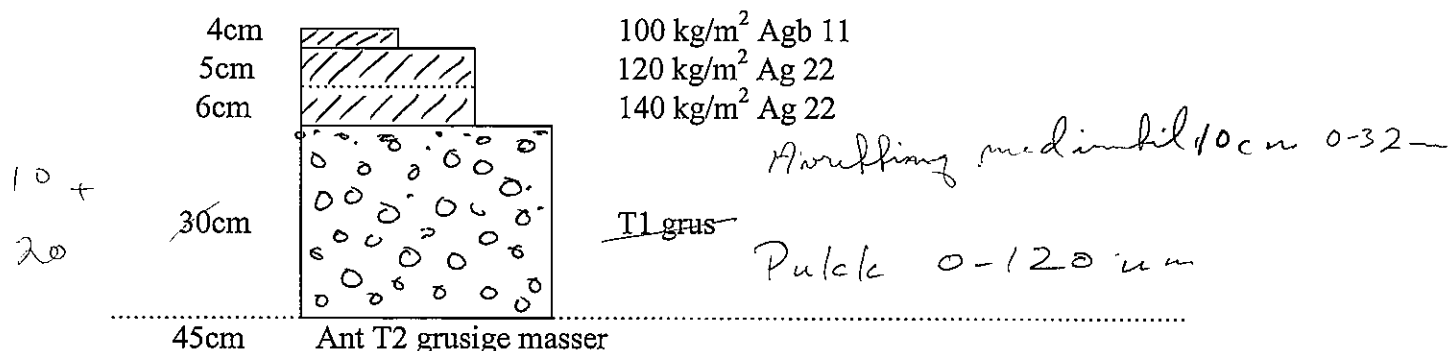 4cm 100 kg/m² Agb 11
5cm 120 kg/m² Ag 22
6cm 140 kg/m² Ag 22
Avretting med inntil 10 cm 0-32
10 +
30cm T1 grus
20
Pukk 0-120 mm
45cm Ant T2 grusige masser